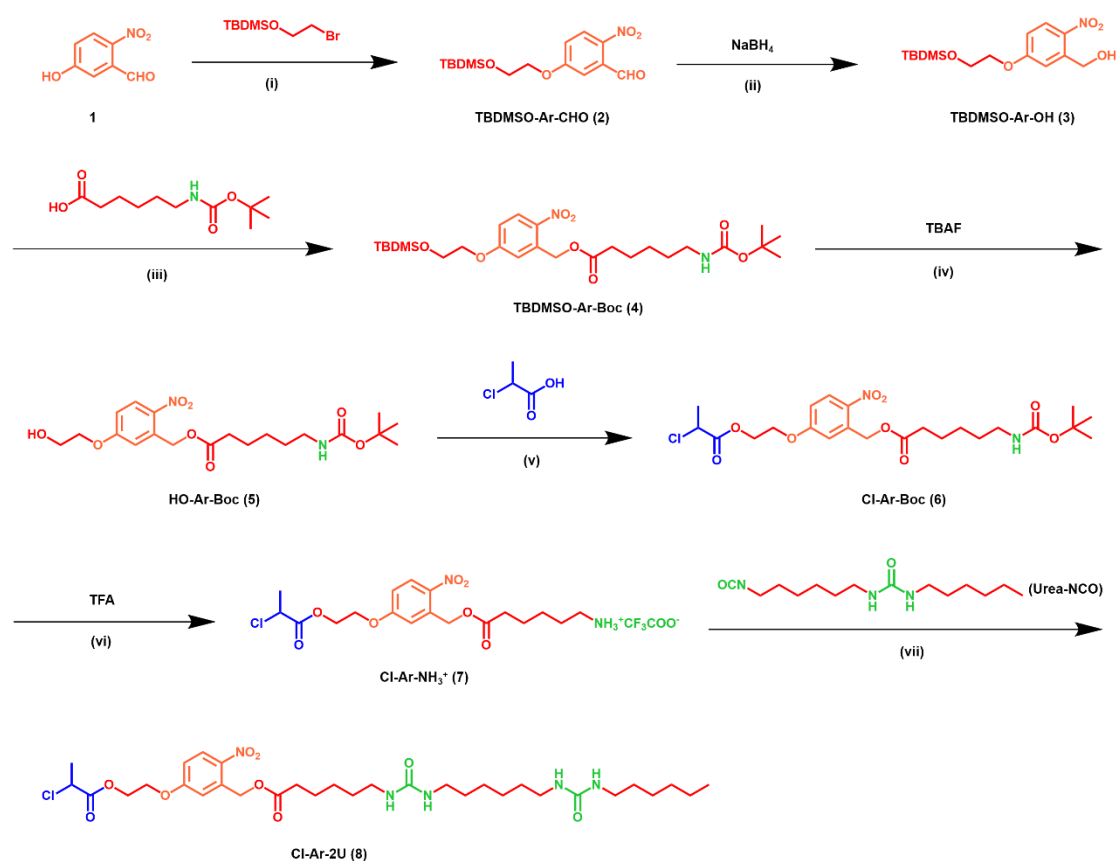 TBDMSO
Br
NO2
HO
CHO
1
(i)
TBDMSO
O
NO2
CHO
TBDMSO-Ar-CHO (2)
NaBH4
(ii)
TBDMSO
O
NO2
OH
TBDMSO-Ar-OH (3)
O
HO
H
N
O
O
(iii)
TBDMSO
O
NO2
O
O
N
H
O
O
TBDMSO-Ar-Boc (4)
TBAF
(iv)
HO
O
NO2
O
O
N
H
O
O
HO-Ar-Boc (5)
Cl
OH
O
(v)
Cl
O
O
O
NO2
O
O
N
H
O
O
Cl-Ar-Boc (6)
TFA
(vi)
Cl
O
O
O
NO2
O
O
NH3+CF3COO-
Cl-Ar-NH3+ (7)
OCN
O
N
H
N
H
(Urea-NCO)
(vii)
Cl
O
O
O
NO2
O
O
N
H
O
N
H
H
N
O
H
N
Cl-Ar-2U (8)